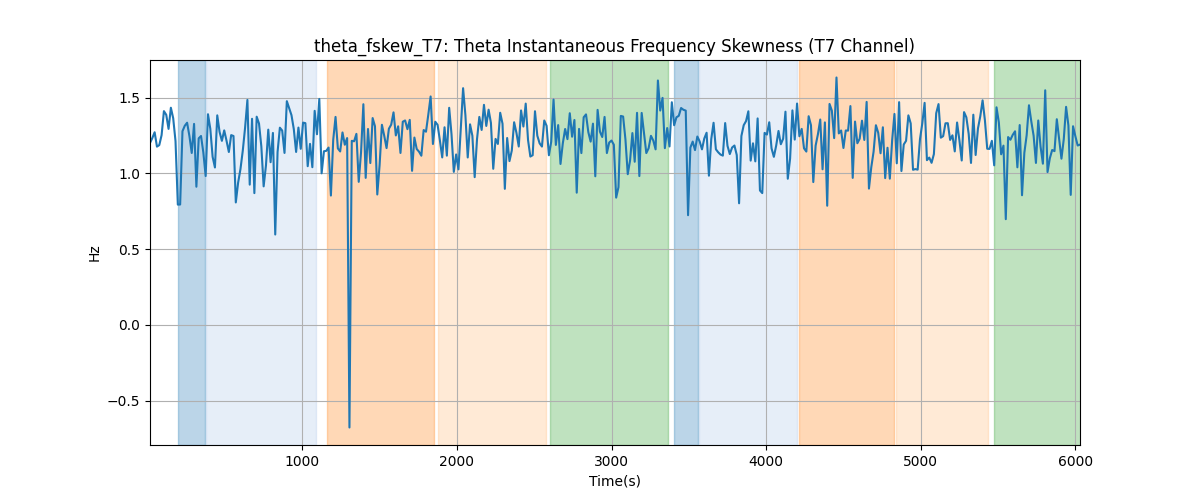 theta_fskew_T7: Theta Instantaneous Frequency Skewness (T7 Channel)
1.5
1.0
0.5
0.0
−0.5
Hz
1000 2000 3000 4000 5000 6000
Time(s)